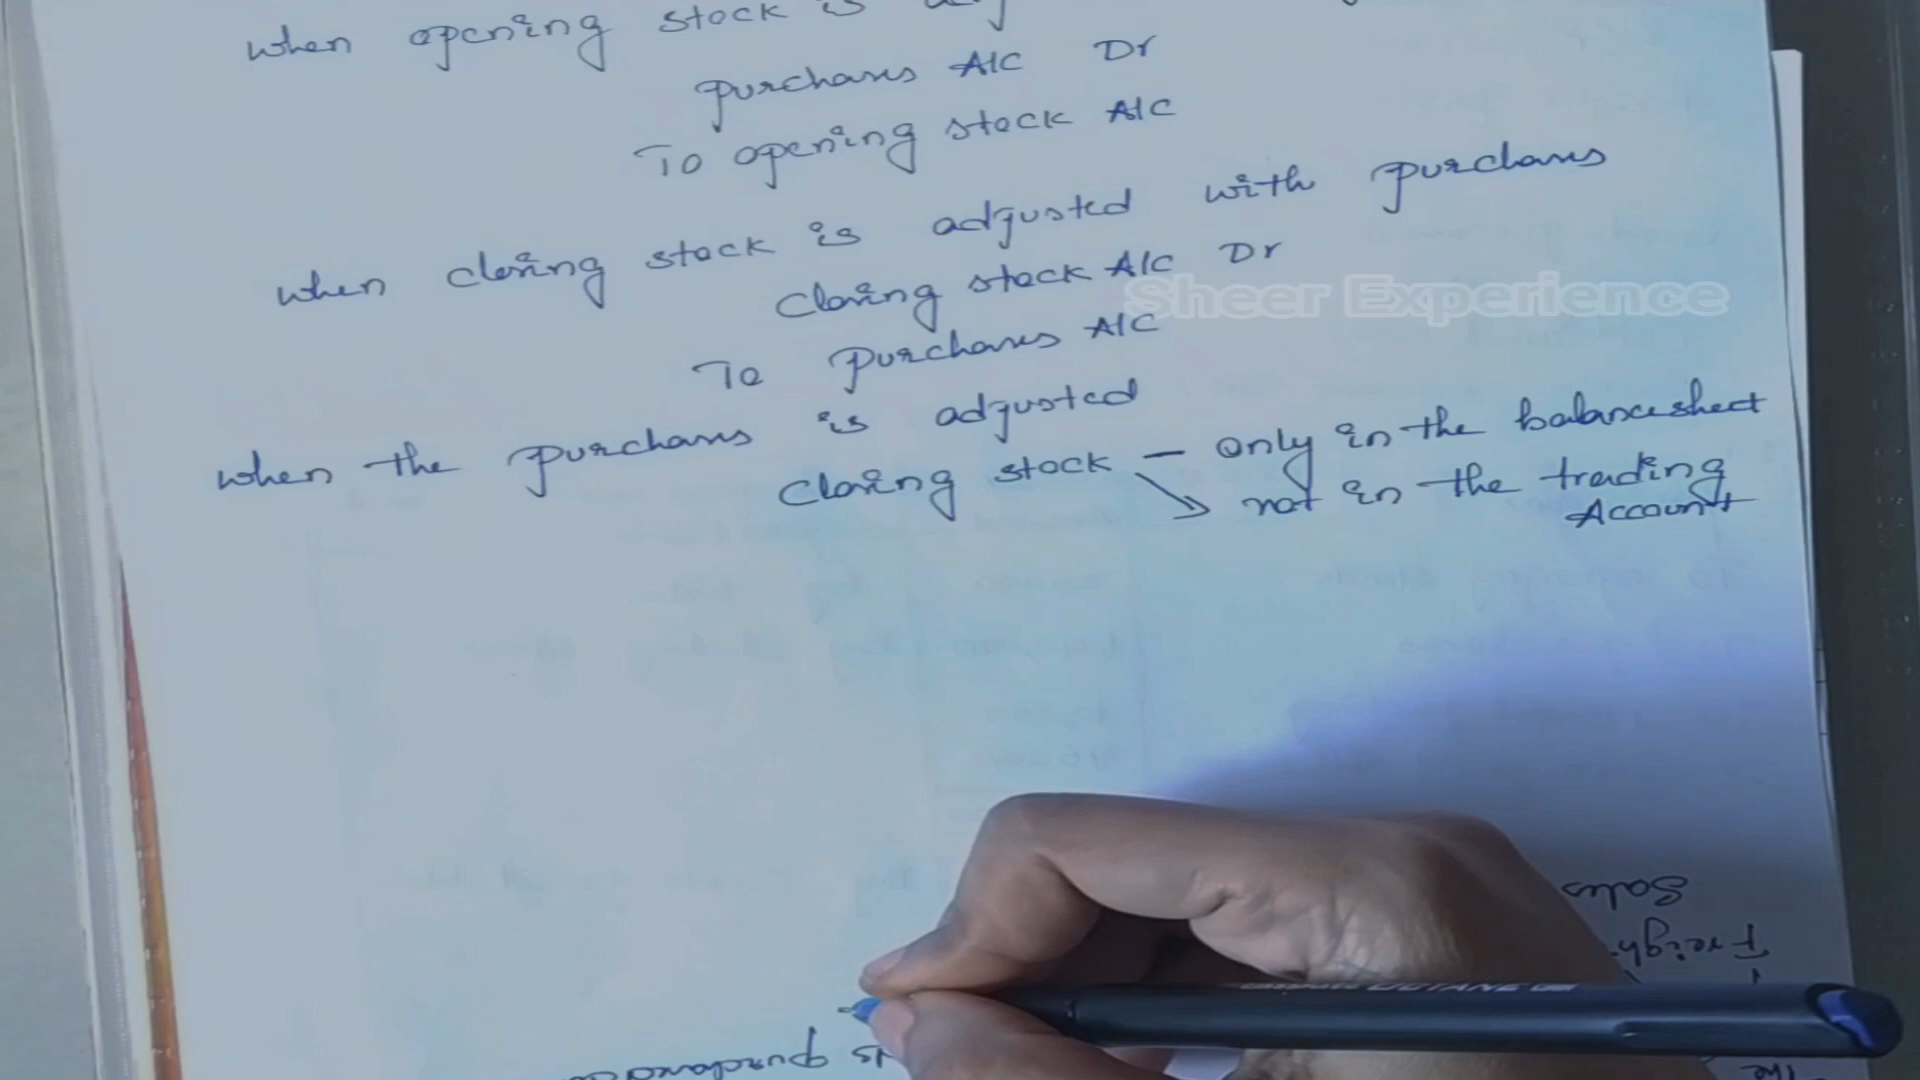 when opening stock is
purchases A/C Dr
To opening stock A/C
when closing stock is adjusted with purchases
closing stock A/C Dr
Sheer Experience
To purchases A/C
when the purchases is adjusted
closing stock - only in the balancesheet
not in the trading
Account
Sales
The